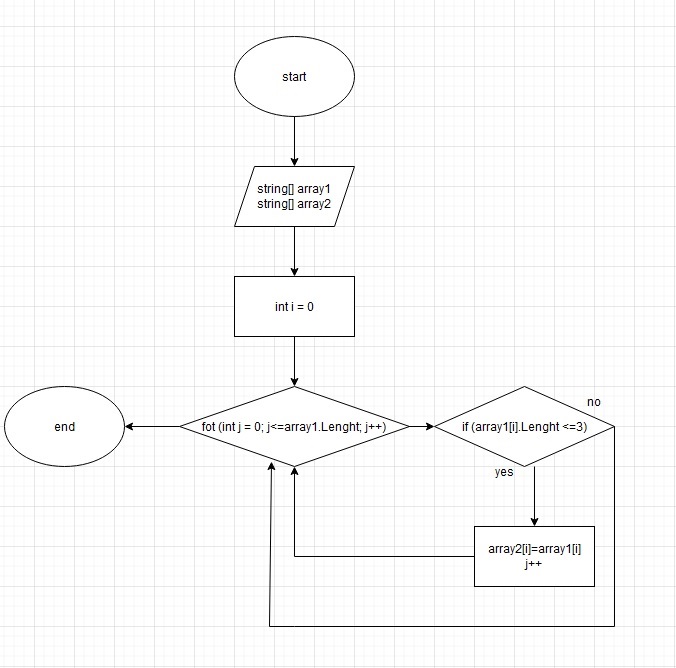 start
string[] array1
string[] array2
int i = 0
end
fot (int j = 0; j<=array1.Lenght; j++)
if (array1[i].Lenght <=3)
no
yes
array2[i]=array1[i]
j++